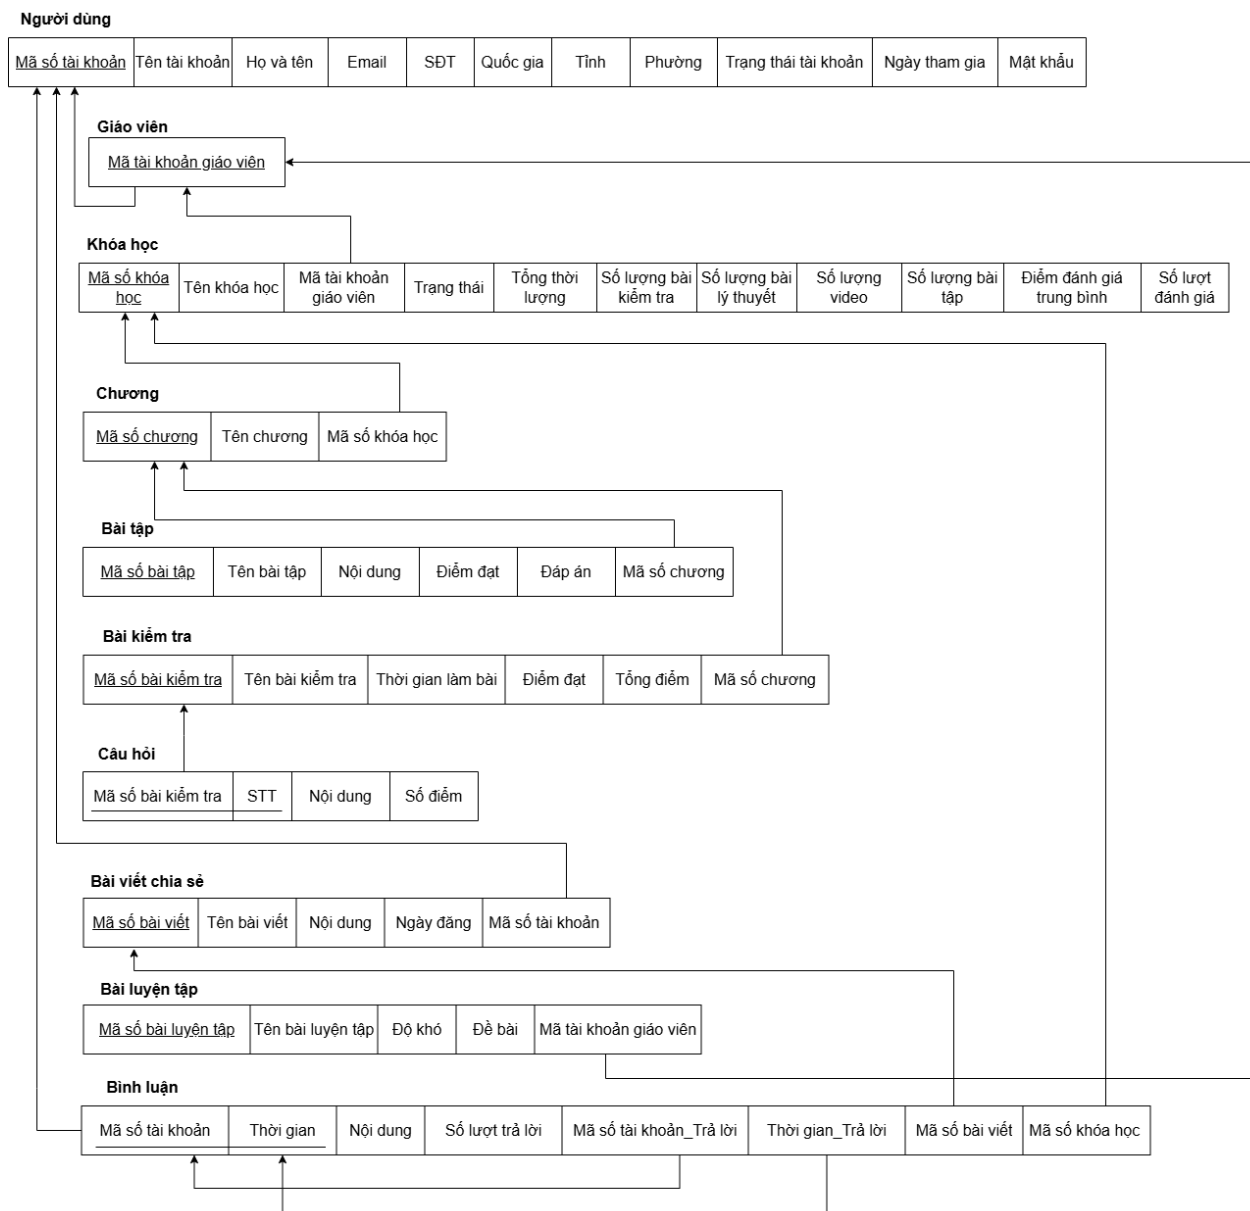 Người dùng
Mã số tài khoản Tên tài khoản Họ và tên Email SĐT Quốc gia Tỉnh Phường Trạng thái tài khoản Ngày tham gia Mật khẩu
Giáo viên
Mã tài khoản giáo viên
Khóa học
Mã số khóa học Tên khóa học Mã tài khoản giáo viên Trạng thái Tổng thời lượng Số lượng bài kiểm tra Số lượng bài lý thuyết Số lượng video Số lượng bài tập Điểm đánh giá trung bình Số lượt đánh giá
Chương
Mã số chương Tên chương Mã số khóa học
Bài tập
Mã số bài tập Tên bài tập Nội dung Điểm đạt Đáp án Mã số chương
Bài kiểm tra
Mã số bài kiểm tra Tên bài kiểm tra Thời gian làm bài Điểm đạt Tổng điểm Mã số chương
Câu hỏi
Mã số bài kiểm tra STT Nội dung Số điểm
Bài viết chia sẻ
Mã số bài viết Tên bài viết Nội dung Ngày đăng Mã số tài khoản
Bài luyện tập
Mã số bài luyện tập Tên bài luyện tập Độ khó Đề bài Mã tài khoản giáo viên
Bình luận
Mã số tài khoản Thời gian Nội dung Số lượt trả lời Mã số tài khoản_Trả lời Thời gian_Trả lời Mã số bài viết Mã số khóa học